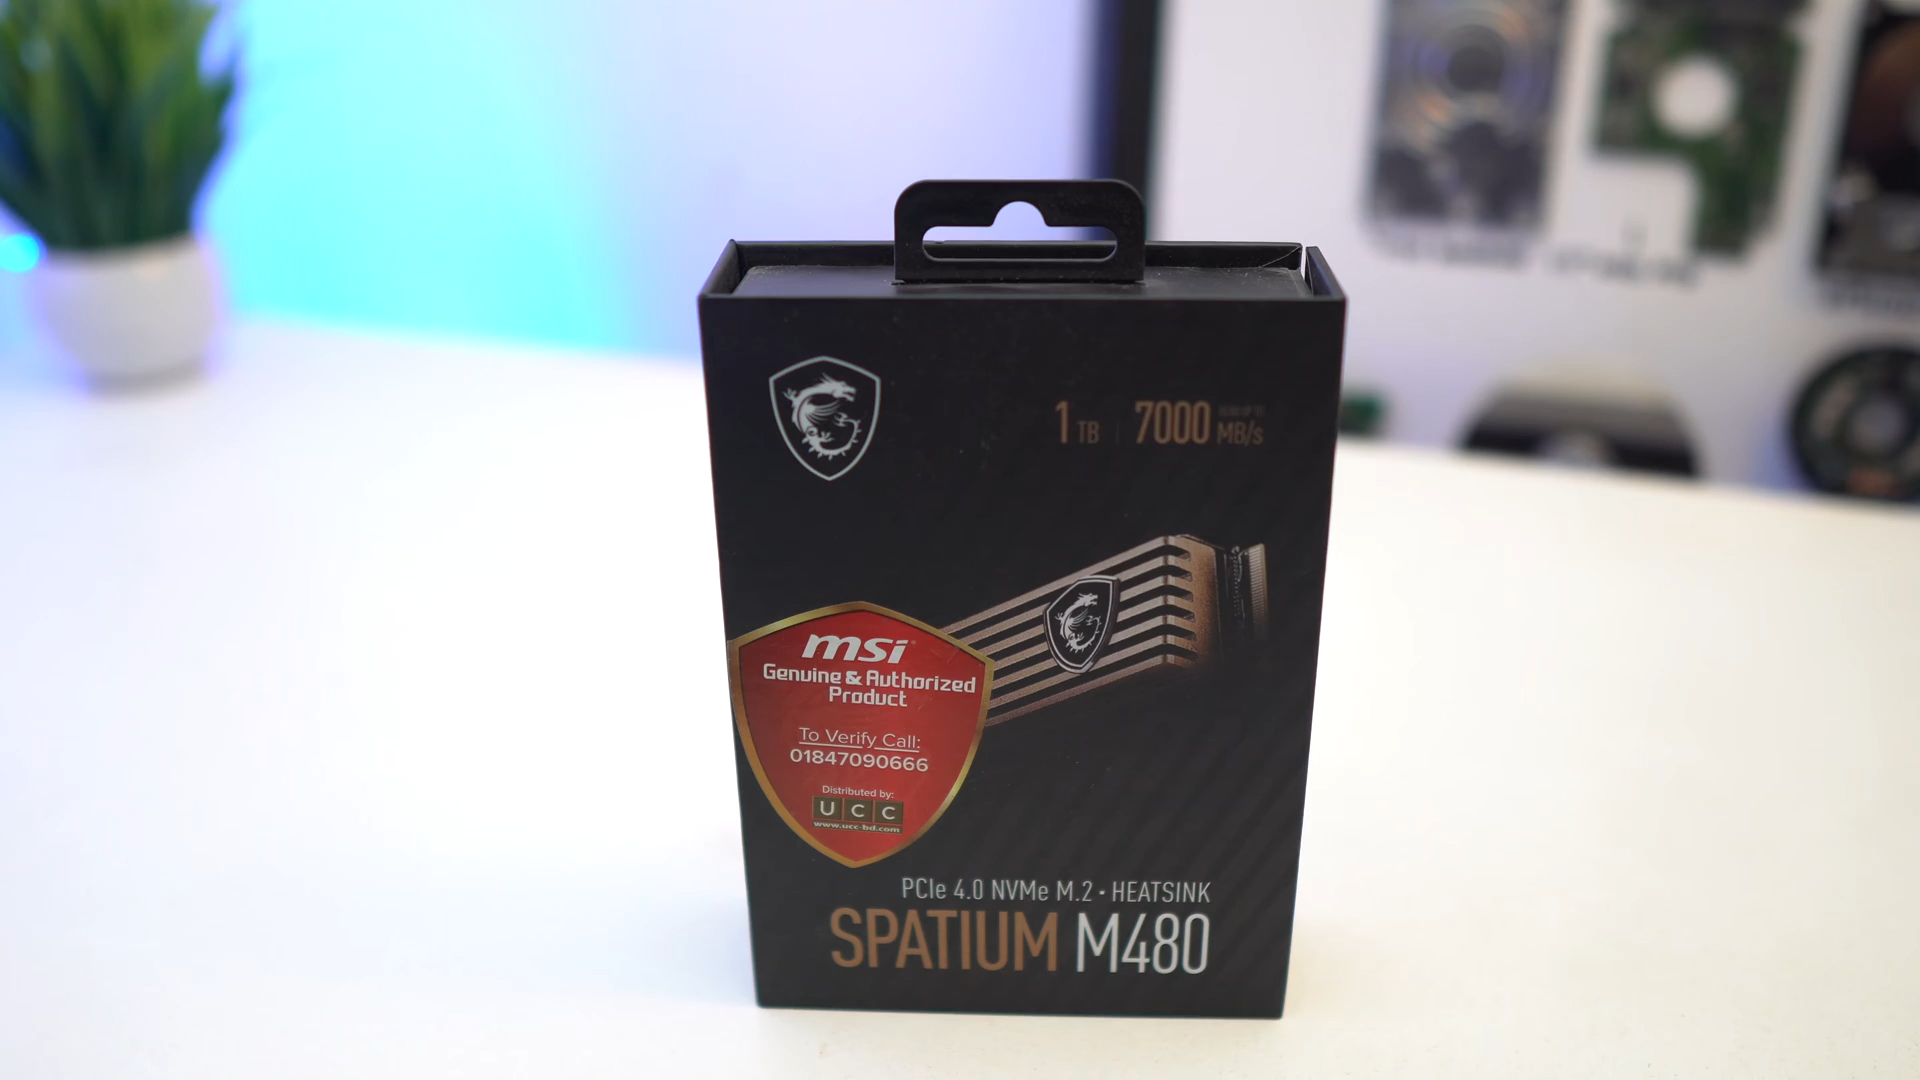 1 TB | 7000 MB/s
msi
Genuine & Authorized
Product
To Verify Call:
01847090666
Distributed by:
UCC
www.ucc-bd.com
PCIe 4.0 NVMe M.2 · HEATSINK
SPATIUM M480